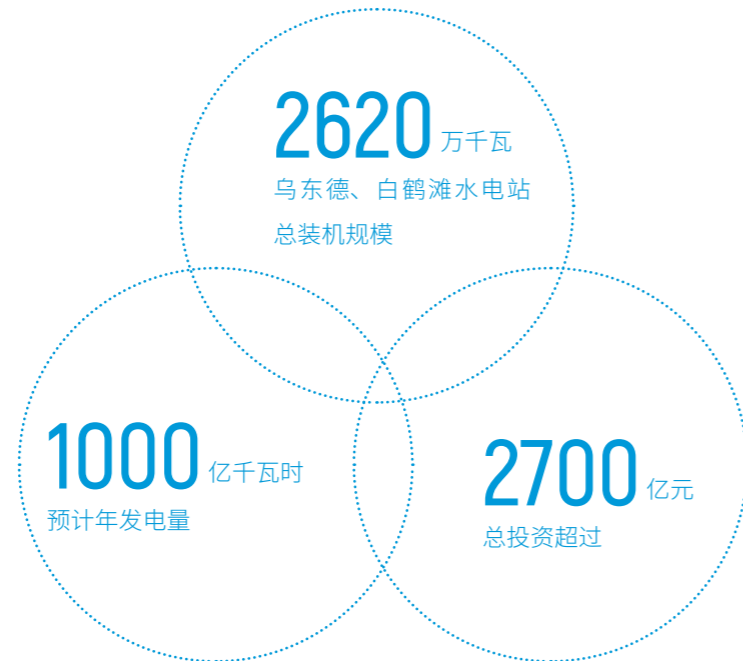 2620 万千瓦
乌东德、白鹤滩水电站
总装机规模
1000 亿千瓦时
预计年发电量
2700 亿元
总投资超过